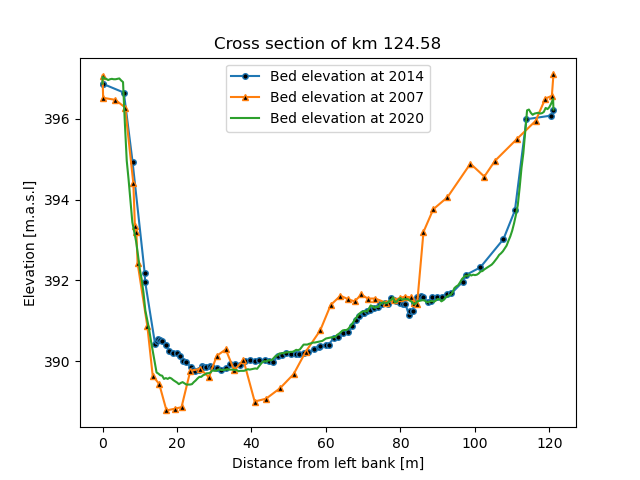 Cross section of km 124.58
Bed elevation at 2014
Bed elevation at 2007
Bed elevation at 2020
Elevation [m.a.s.l]
396
394
392
390
0 20 40 60 80 100 120
Distance from left bank [m]